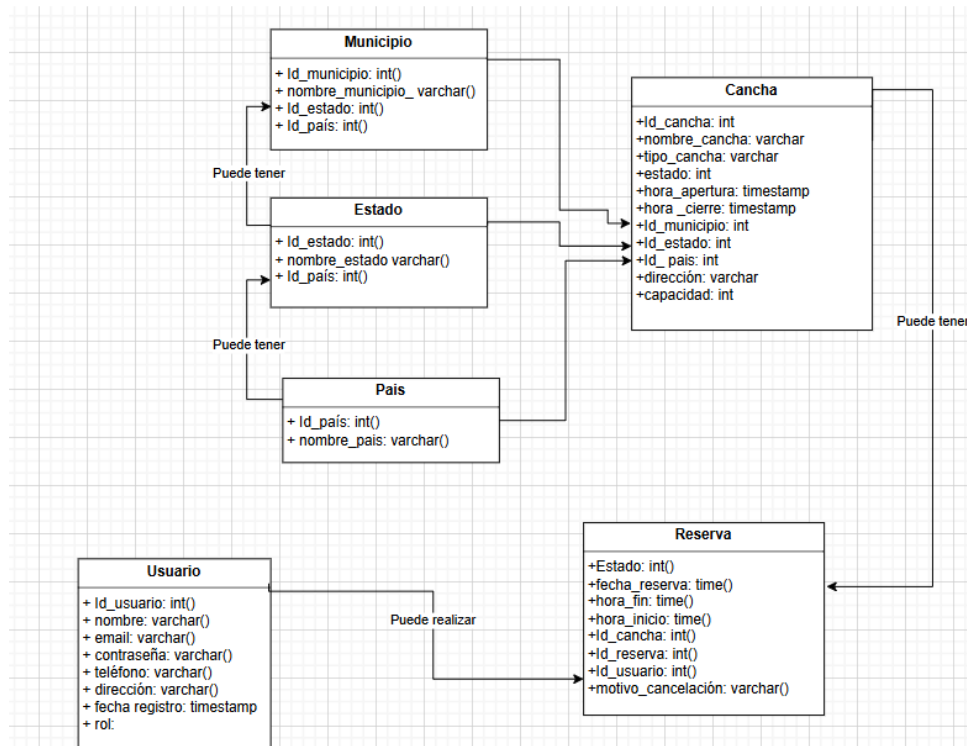 Municipio
+ Id_municipio: int()
+ nombre_municipio_ varchar()
+ Id_estado: int()
+ Id_país: int()
Puede tener
Estado
+ Id_estado: int()
+ nombre_estado varchar()
+ Id_país: int()
Puede tener
Pais
+ Id_país: int()
+ nombre_pais: varchar()
Cancha
+Id_cancha: int
+nombre_cancha: varchar
+tipo_cancha: varchar
+estado: int
+hora_apertura: timestamp
+hora _cierre: timestamp
+Id_municipio: int
+Id_estado: int
+Id_ pais: int
+dirección: varchar
+capacidad: int
Puede tener
Usuario
+ Id_usuario: int()
+ nombre: varchar()
+ email: varchar()
+ contraseña: varchar()
+ teléfono: varchar()
+ dirección: varchar()
+ fecha registro: timestamp
+ rol:
Puede realizar
Reserva
+Estado: int()
+fecha_reserva: time()
+hora_fin: time()
+hora_inicio: time()
+Id_cancha: int()
+Id_reserva: int()
+Id_usuario: int()
+motivo_cancelación: varchar()